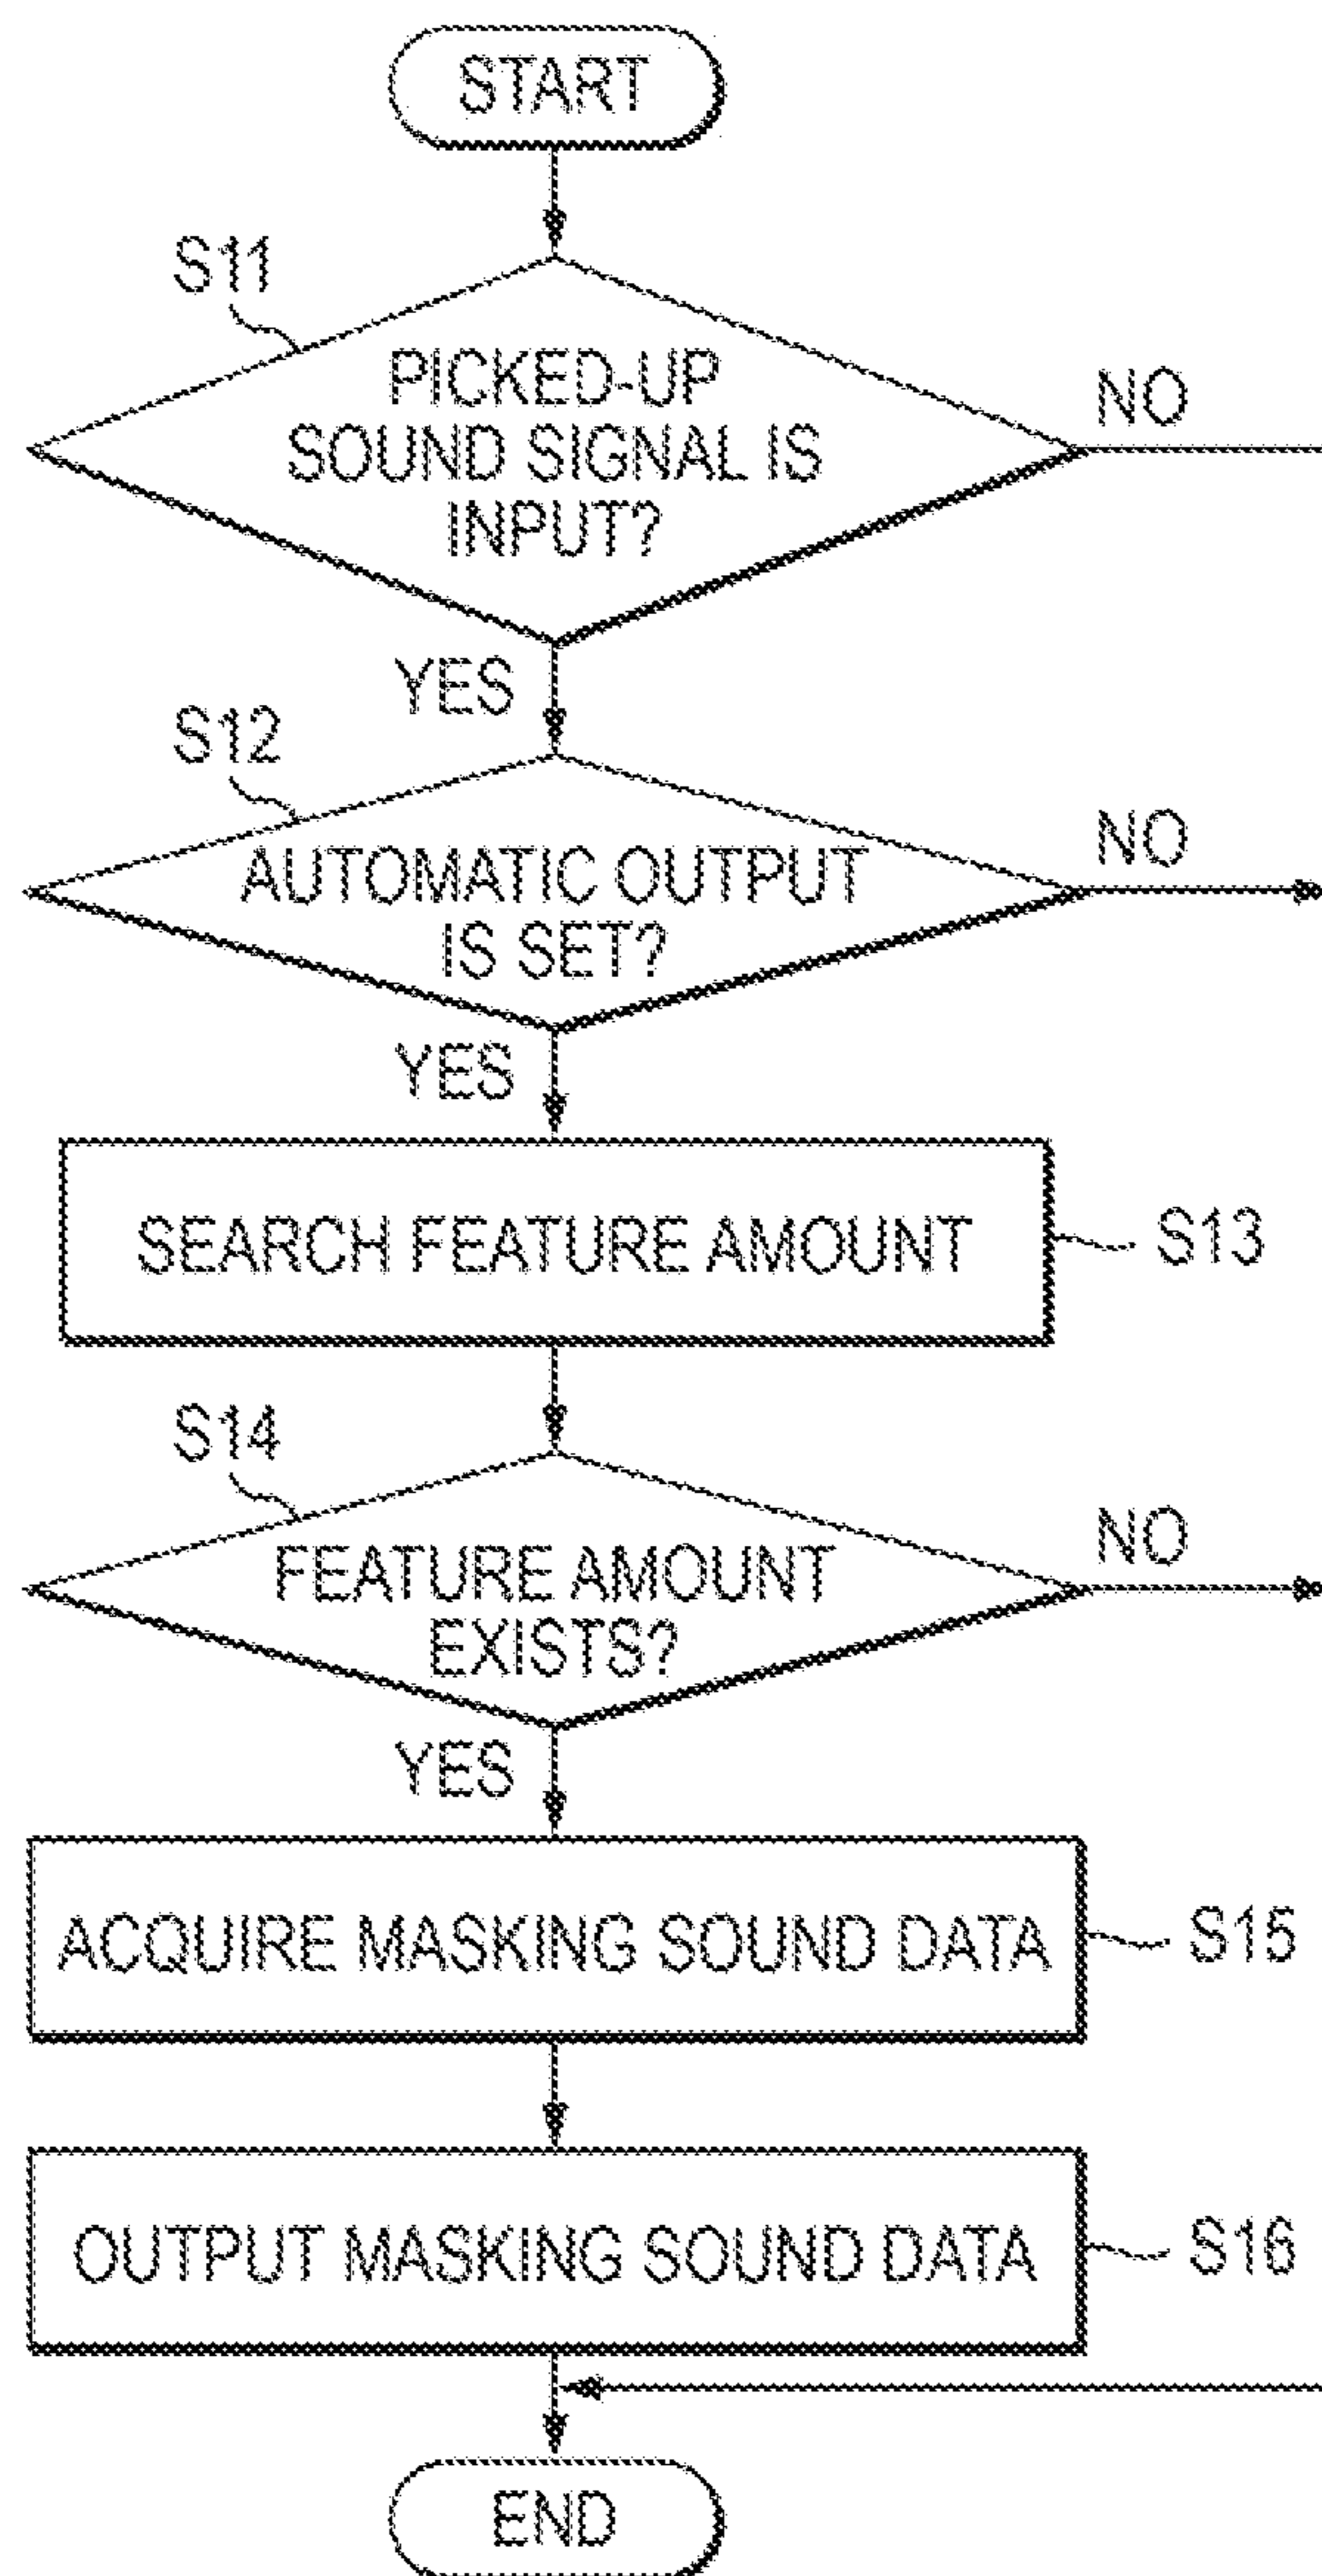 START
S11
PICKED-UP
SOUND SIGNAL IS
INPUT?
NO
YES
S12
AUTOMATIC OUTPUT
IS SET?
NO
YES
SEARCH FEATURE AMOUNT
S13
S14
FEATURE AMOUNT
EXISTS?
NO
YES
ACQUIRE MASKING SOUND DATA
S15
OUTPUT MASKING SOUND DATA
S16
END